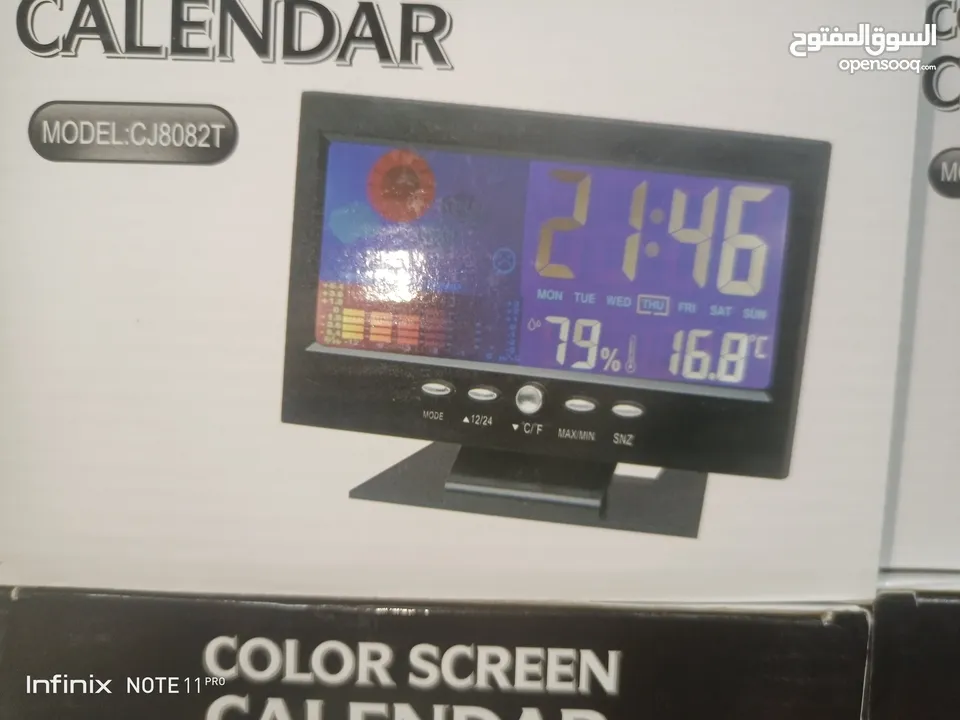 CALENDAR
السوق المفتوح
opensooq.com
MODEL:CJ8082T
21:46
MON TUE WED THU FRI SAT SUN
79% 16.8°C
MODE ▲12/24 ▼°C/°F MAX/MIN SNZ
COLOR SCREEN
CALENDAR
Infinix NOTE 11 PRO